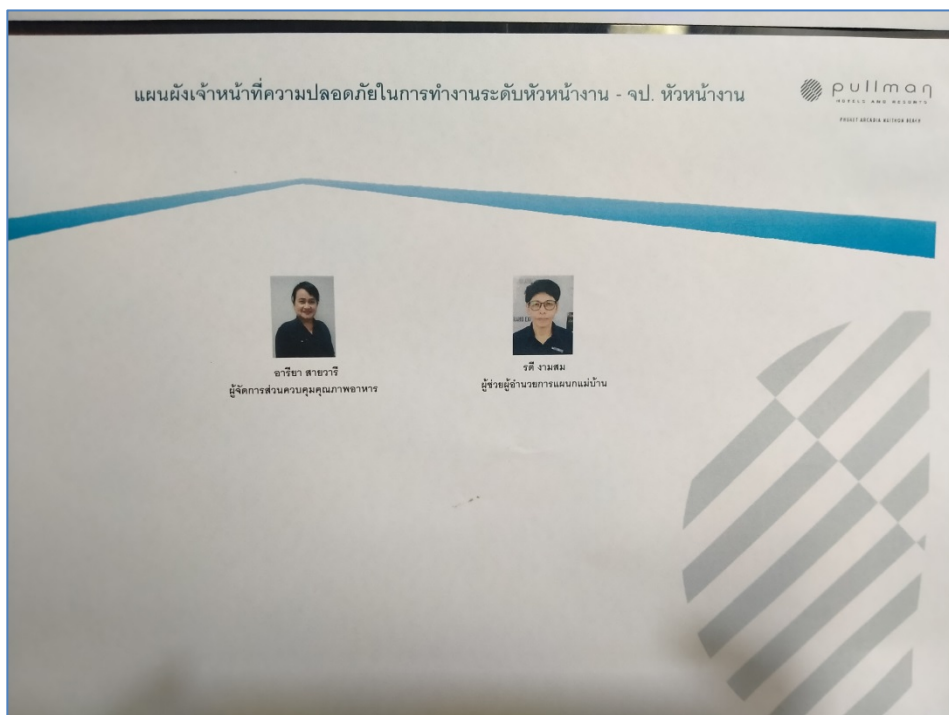 แผนผังเจ้าหน้าที่ความปลอดภัยในการทำงานระดับหัวหน้างาน - จป. หัวหน้างาน
pullman
HOTELS AND RESORTS
PHUKET ARCADIA NAITHON BEACH
อารียา สายวารี
ผู้จัดการส่วนควบคุมคุณภาพอาหาร
รตี งามสม
ผู้ช่วยผู้อำนวยการแผนกแม่บ้าน